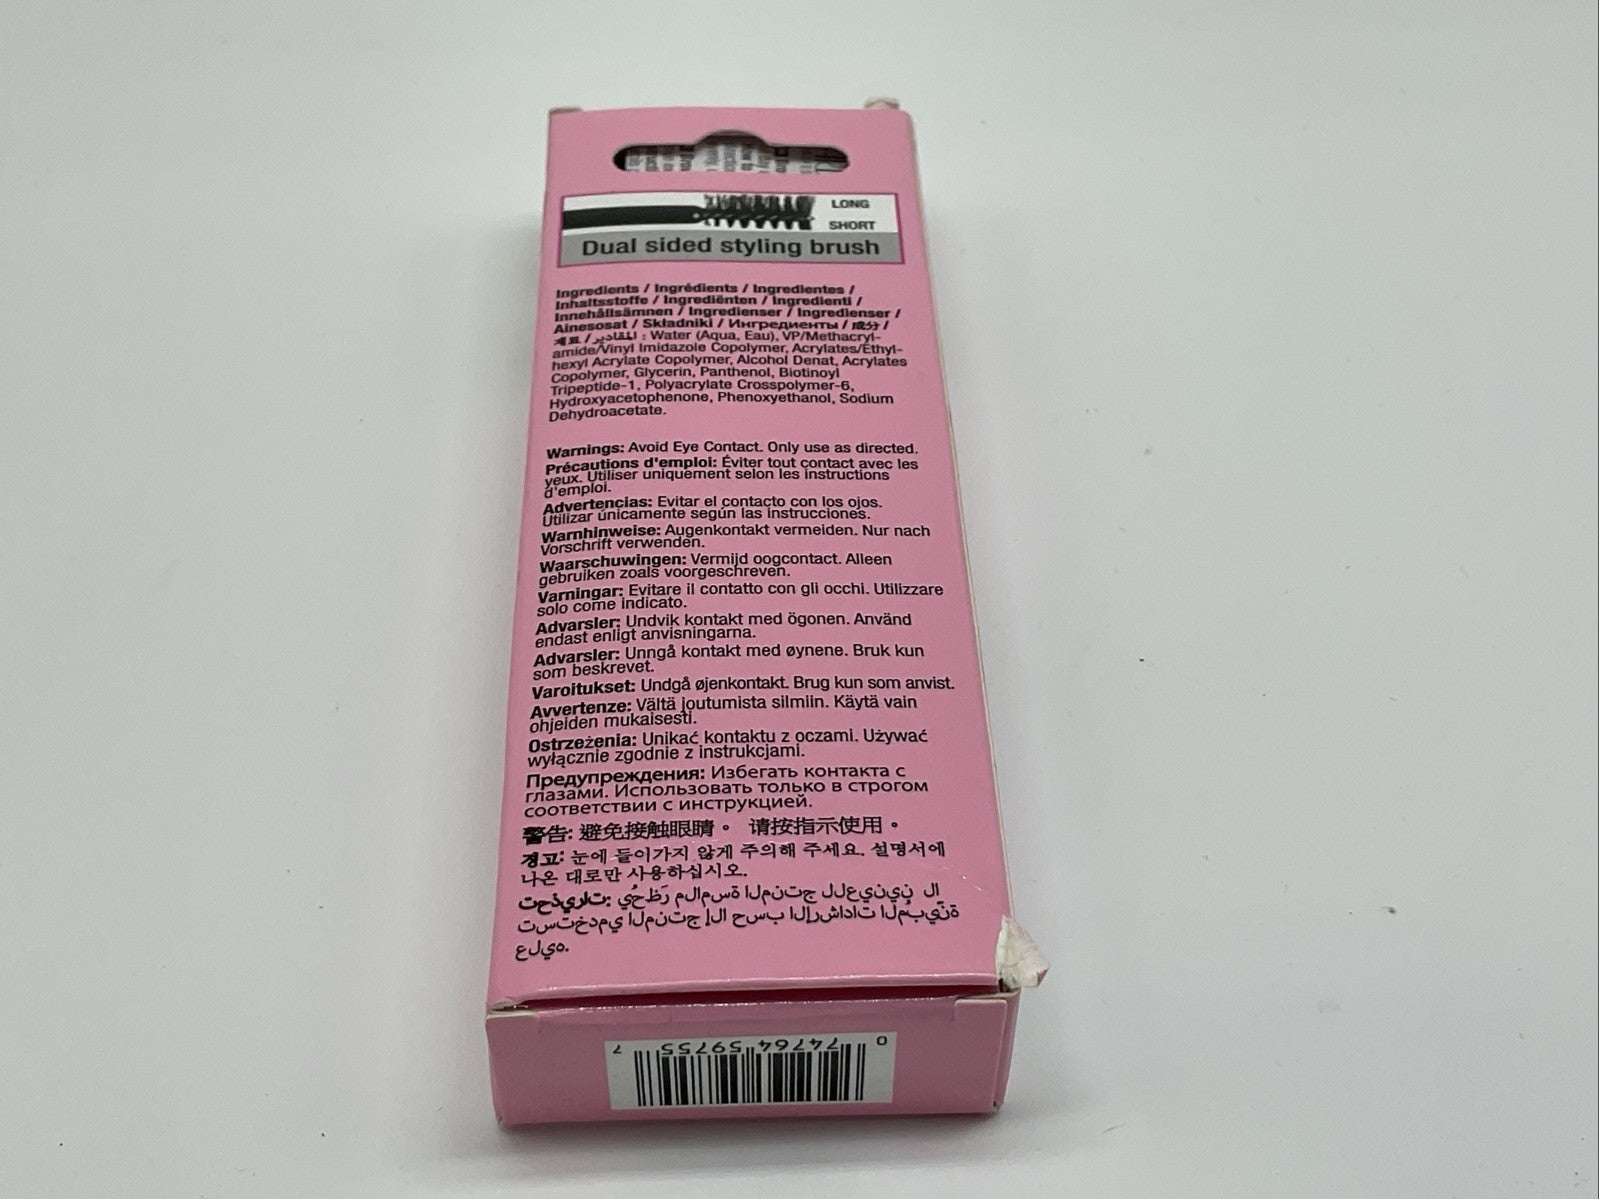 LONG
SHORT
Dual sided styling brush
Ingredients / Ingrédients / Ingredientes /
Inhaltsstoffe / Ingrediënten / Ingredienti /
Innehållsämnen / Ingredienser / Ingredienser /
Ainesosat / Składniki / Ингредиенты / 成分 /
재료 / المقادير : Water (Aqua, Eau), VP/Methacryl-
amide/Vinyl Imidazole Copolymer, Acrylates/Ethyl-
hexyl Acrylate Copolymer, Alcohol Denat, Acrylates
Copolymer, Glycerin, Panthenol, Biotinoyl
Tripeptide-1, Polyacrylate Crosspolymer-6,
Hydroxyacetophenone, Phenoxyethanol, Sodium
Dehydroacetate.
Warnings: Avoid Eye Contact. Only use as directed.
Précautions d'emploi: Éviter tout contact avec les
yeux. Utiliser uniquement selon les instructions
d'emploi.
Advertencias: Evitar el contacto con los ojos.
Utilizar únicamente según las instrucciones.
Warnhinweise: Augenkontakt vermeiden. Nur nach
Vorschrift verwenden.
Waarschuwingen: Vermijd oogcontact. Alleen
gebruiken zoals voorgeschreven.
Varningar: Evitare il contatto con gli occhi. Utilizzare
solo come indicato.
Advarsler: Undvik kontakt med ögonen. Använd
endast enligt anvisningarna.
Advarsler: Unngå kontakt med øynene. Bruk kun
som beskrevet.
Varoitukset: Undgå øjenkontakt. Brug kun som anvist.
Avvertenze: Vältä joutumista silmiin. Käytä vain
ohjeiden mukaisesti.
Ostrzeżenia: Unikać kontaktu z oczami. Używać
wyłącznie zgodnie z instrukcjami.
Предупреждения: Избегать контакта с
глазами. Использовать только в строгом
соответствии с инструкцией.
警告: 避免接触眼睛。 请按指示使用。
경고: 눈에 들이가지 않게 주의해 주세요. 설명서에
나온 대로만 사용하십시오.
تحذيرات: يُحظَر ملامسة المنتج للعينين. لا
تستخدمي المنتج إلا حسب الإرشادات المُبيّنة
عليه.
0 74764 59755 7